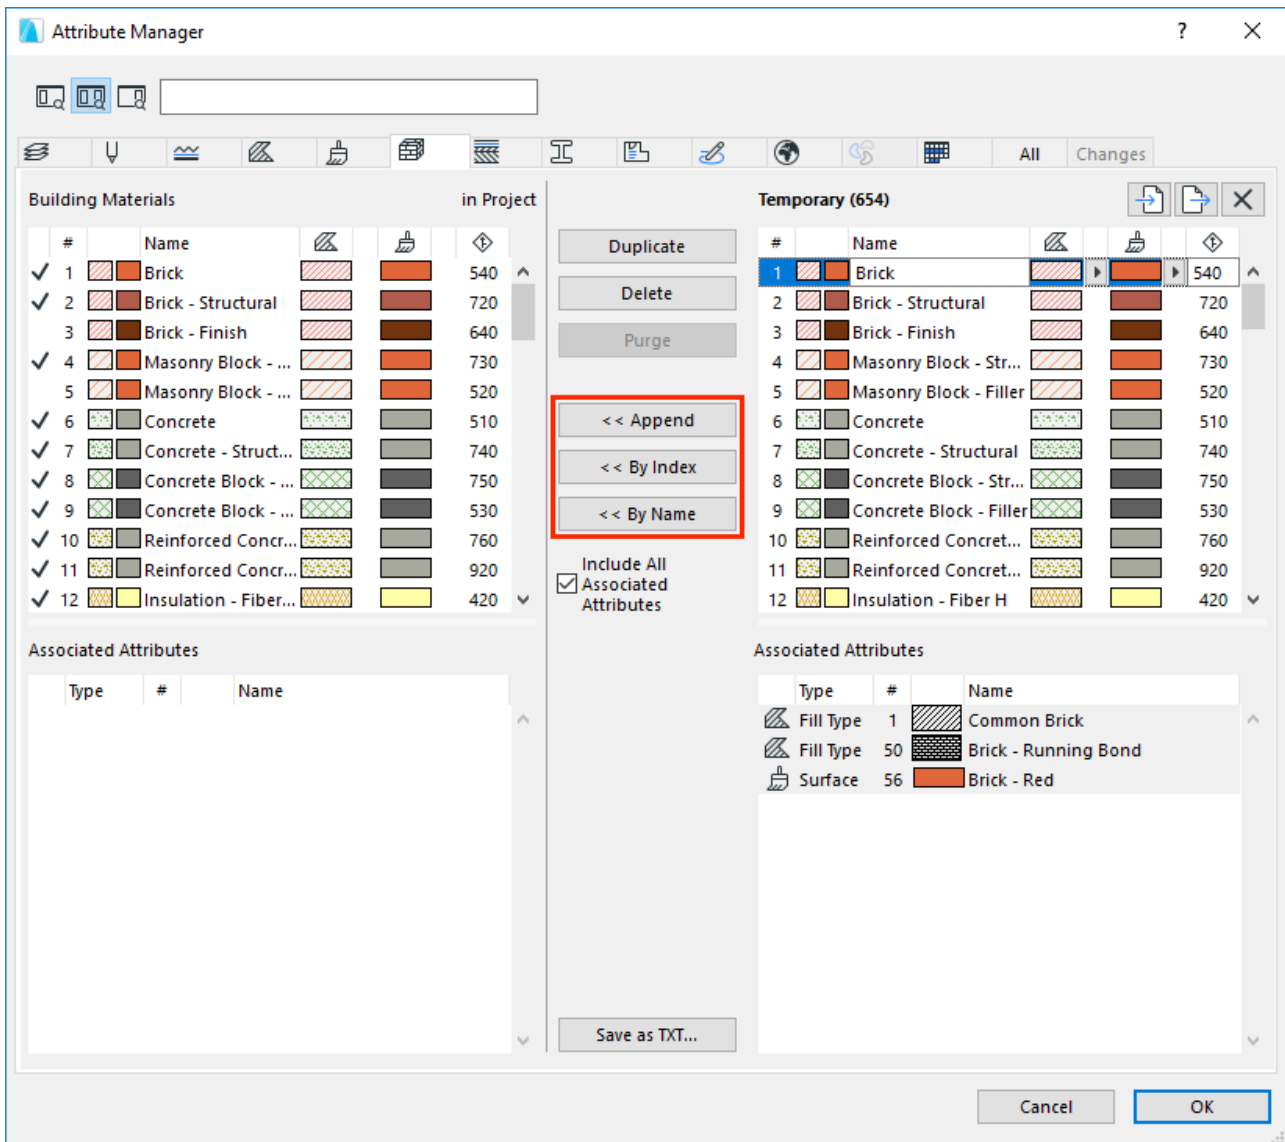 Attribute Manager ?
All Changes
Building Materials in Project
# Name
1 Brick 540
2 Brick - Structural 720
3 Brick - Finish 640
4 Masonry Block - ... 730
5 Masonry Block - ... 520
6 Concrete 510
7 Concrete - Struct... 740
8 Concrete Block - ... 750
9 Concrete Block - ... 530
10 Reinforced Concr... 760
11 Reinforced Concr... 920
12 Insulation - Fiber... 420
Associated Attributes
Type # Name
Duplicate
Delete
Purge
<< Append
<< By Index
<< By Name
Include All
Associated
Attributes
Save as TXT...
Temporary (654)
# Name
1 Brick 540
2 Brick - Structural 720
3 Brick - Finish 640
4 Masonry Block - Str... 730
5 Masonry Block - Filler 520
6 Concrete 510
7 Concrete - Structural 740
8 Concrete Block - Str... 750
9 Concrete Block - Filler 530
10 Reinforced Concret... 760
11 Reinforced Concret... 920
12 Insulation - Fiber H 420
Associated Attributes
Type # Name
Fill Type 1 Common Brick
Fill Type 50 Brick - Running Bond
Surface 56 Brick - Red
Cancel OK